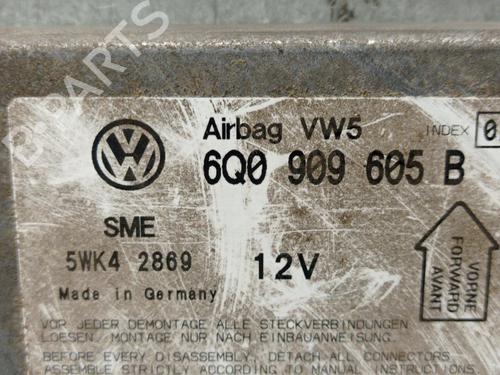 Airbag VW5
INDEX 0
6Q0 909 605 B
SME
5WK4 2869
12V
Made in Germany
VORNE
FORWARD
AVANT
VOR JEDER DEMONTAGE ALLE STECKVERBINDUNGEN
LOESEN. MONTAGE NUR NACH EINBAUANWEISUNG.
BEFORE EVERY DISASSEMBLY, DETACH ALL CONNECTORS
ASSEMBLE STRICTLY ACCORDING TO MANUAL INSTRUCTIONS
PARTS